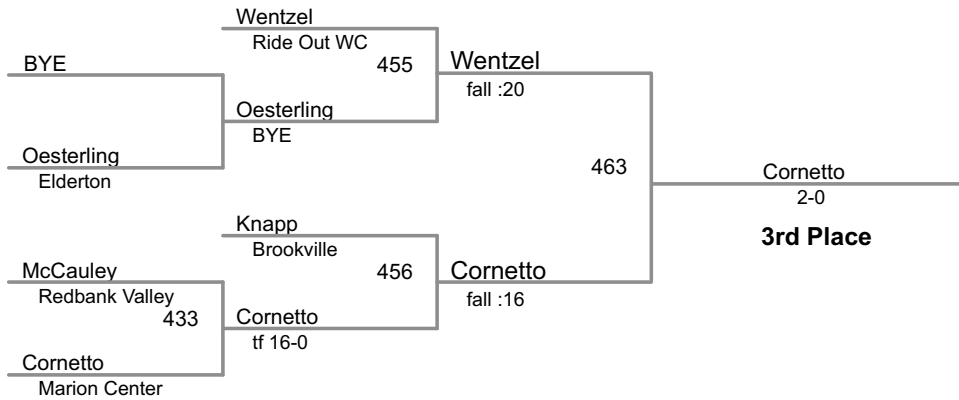 Wentzel
Ride Out WC
BYE
455
Wentzel
fall :20
Oesterling
BYE
Oesterling
Elderton
463
Cornetto
2-0
3rd Place
Knapp
Brookville
McCauley
Redbank Valley
456
Cornetto
fall :16
433
Cornetto
tf 16-0
Cornetto
Marion Center